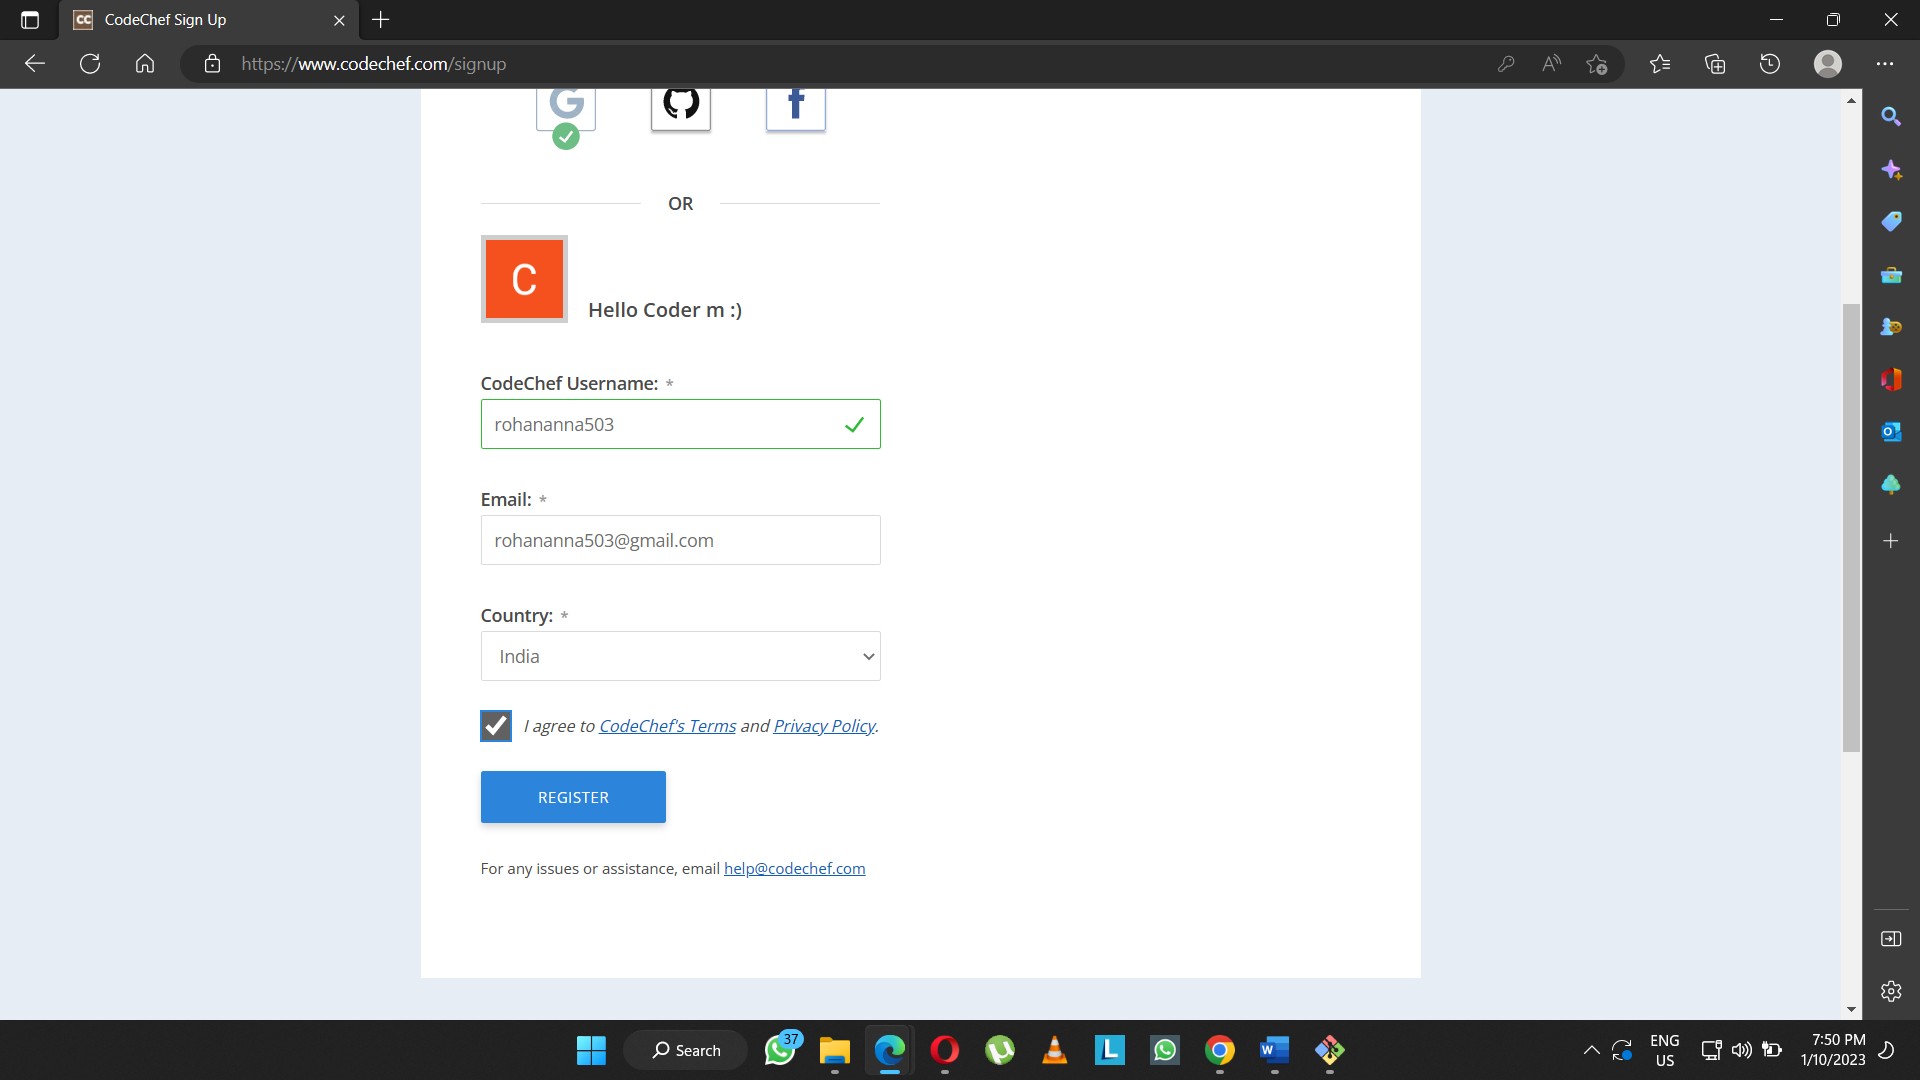 CodeChef Sign Up
https://www.codechef.com/signup
OR
C
Hello Coder m :)
CodeChef Username: *
rohananna503
Email: *
rohananna503@gmail.com
Country: *
India
I agree to CodeChef's Terms and Privacy Policy.
REGISTER
For any issues or assistance, email help@codechef.com
Search
37
ENG
US
7:50 PM
1/10/2023